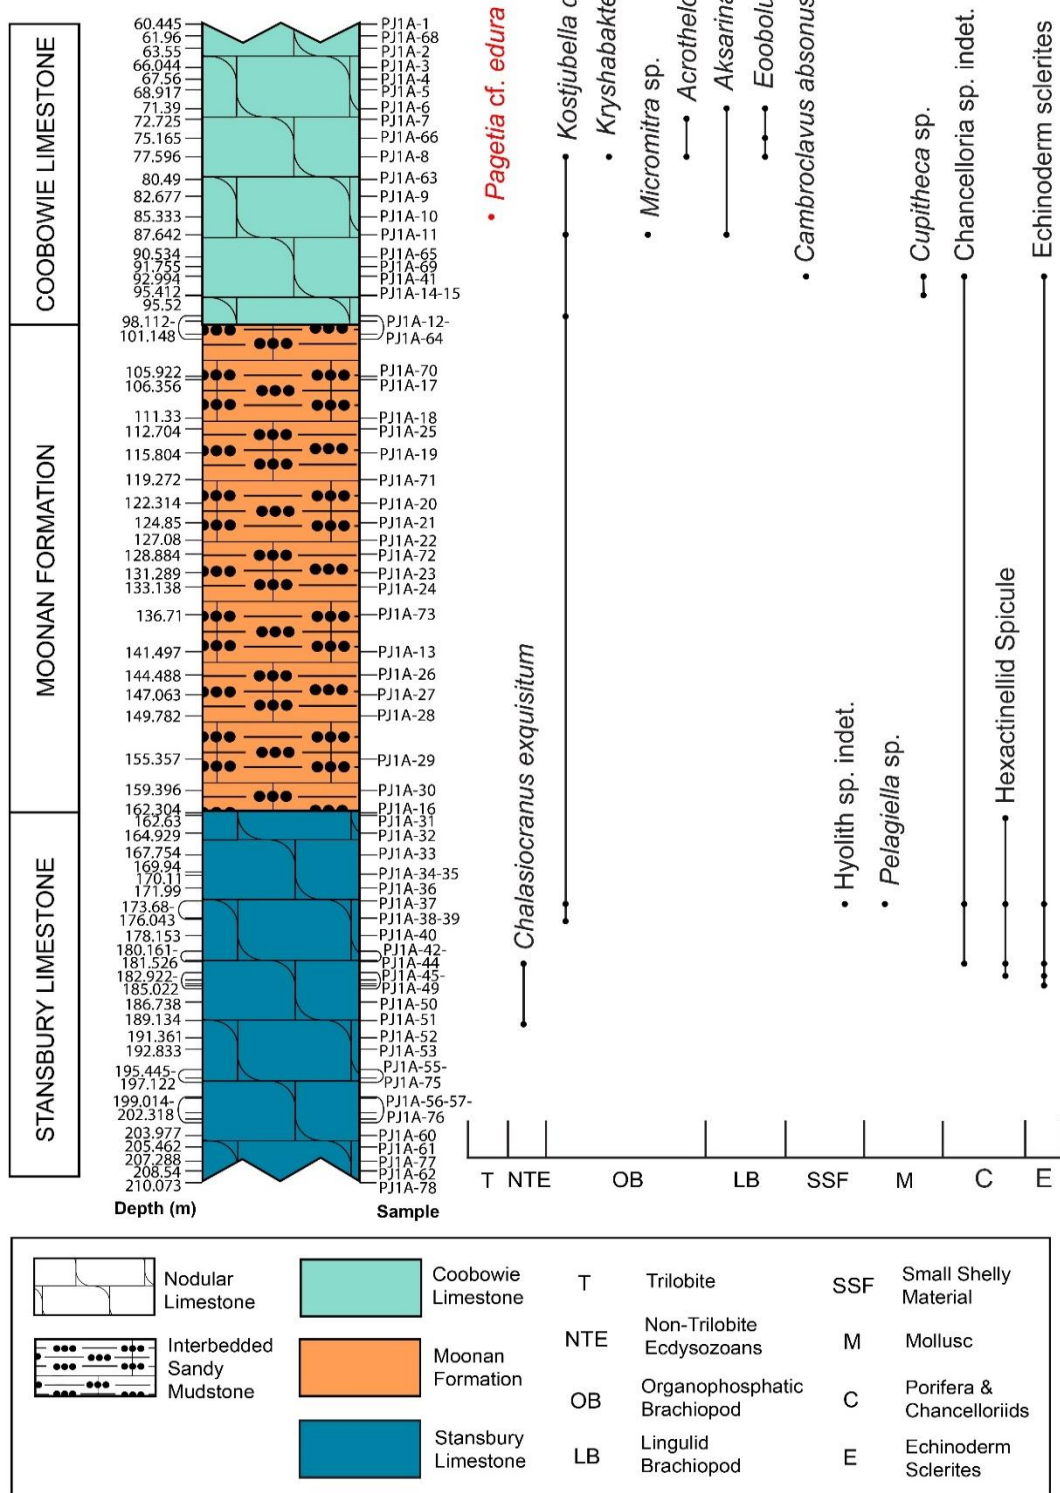 COOBOWIE LIMESTONE
MOONAN FORMATION
STANSBURY LIMESTONE
60.445
61.96
63.55
66.044
67.56
68.917
71.39
72.725
75.165
77.596
80.49
82.677
85.333
87.642
90.534
91.755
92.994
95.412
95.52
98.112-
101.148
105.922
106.356
111.33
112.704
115.804
119.272
122.314
124.85
127.08
128.884
131.289
133.138
136.71
141.497
144.488
147.063
149.782
155.357
159.396
162.304
162.63
164.929
167.754
169.94
170.11
171.99
173.68-
176.043
178.153
180.161-
181.526
182.922-
185.022
186.738
189.134
191.361
192.833
195.445-
197.122
199.014-
202.318
203.977
205.462
207.288
208.54
210.073
Depth (m)
PJ1A-1
PJ1A-68
PJ1A-2
PJ1A-3
PJ1A-4
PJ1A-5
PJ1A-6
PJ1A-7
PJ1A-66
PJ1A-8
PJ1A-63
PJ1A-9
PJ1A-10
PJ1A-11
PJ1A-65
PJ1A-69
PJ1A-41
PJ1A-14-15
PJ1A-12-
PJ1A-64
PJ1A-70
PJ1A-17
PJ1A-18
PJ1A-25
PJ1A-19
PJ1A-71
PJ1A-20
PJ1A-21
PJ1A-22
PJ1A-72
PJ1A-23
PJ1A-24
PJ1A-73
PJ1A-13
PJ1A-26
PJ1A-27
PJ1A-28
PJ1A-29
PJ1A-30
PJ1A-16
PJ1A-31
PJ1A-32
PJ1A-33
PJ1A-34-35
PJ1A-36
PJ1A-37
PJ1A-38-39
PJ1A-40
PJ1A-42-
PJ1A-44
PJ1A-45-
PJ1A-49
PJ1A-50
PJ1A-51
PJ1A-52
PJ1A-53
PJ1A-55-
PJ1A-75
PJ1A-56-57-
PJ1A-76
PJ1A-60
PJ1A-61
PJ1A-77
PJ1A-62
PJ1A-78
Sample
Pagetia cf. edura
Chalasiocranus exquisitum
Kostjubella
Kryshabakte
Micromitra sp.
Acrothelo
Aksarina
Eoobolu
Cambroclavus absonus
Hyolith sp. indet.
Pelagiella sp.
Cupitheca sp.
Chancelloria sp. indet.
Hexactinellid Spicule
Echinoderm sclerites
T NTE OB LB SSF M C E
Nodular
Limestone
Interbedded
Sandy
Mudstone
Coobowie
Limestone
Moonan
Formation
Stansbury
Limestone
T Trilobite
NTE Non-Trilobite
Ecdysozoans
OB Organophosphatic
Brachiopod
LB Lingulid
Brachiopod
SSF Small Shelly
Material
M Mollusc
C Porifera &
Chancelloriids
E Echinoderm
Sclerites